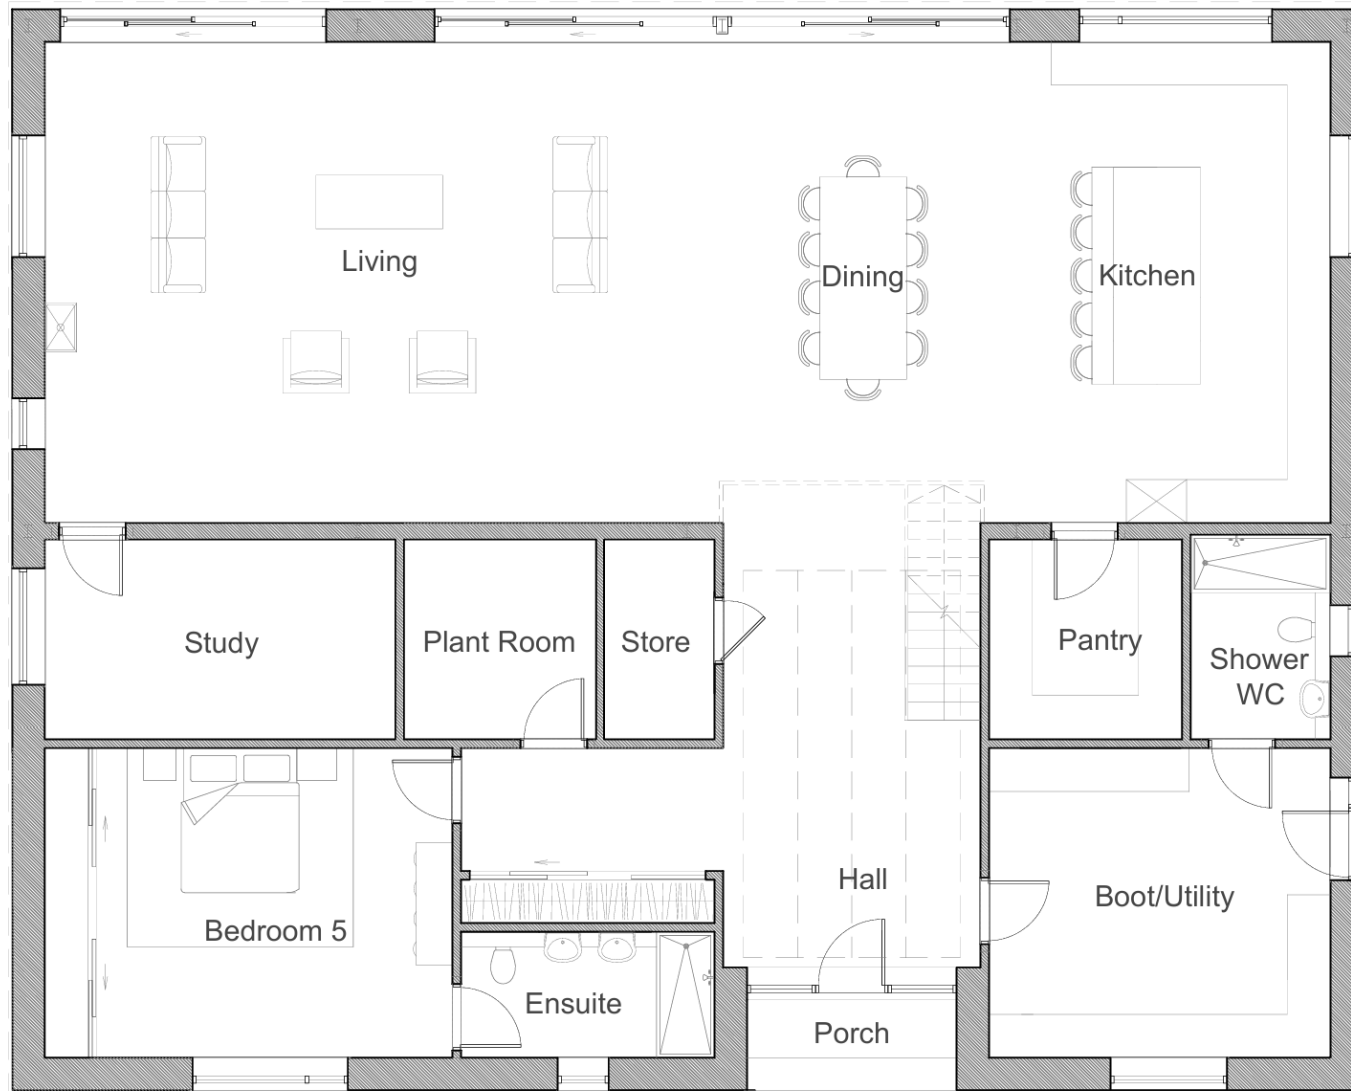 Living
Dining
Kitchen
Study
Plant Room
Store
Pantry
Shower
WC
Hall
Boot/Utility
Bedroom 5
Ensuite
Porch